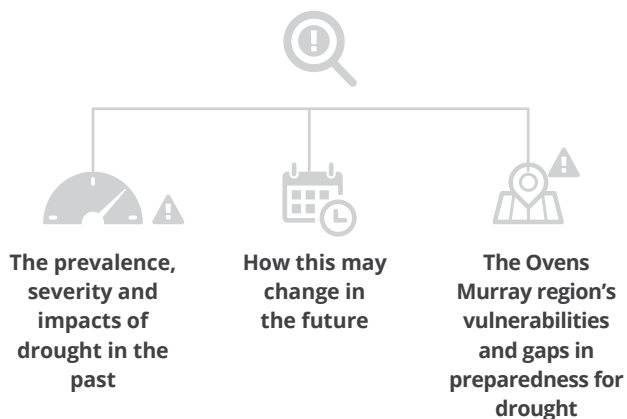 The prevalence,
severity and
impacts of
drought in the
past
How this may
change in
the future
The Ovens
Murray region's
vulnerabilities
and gaps in
preparedness for
drought